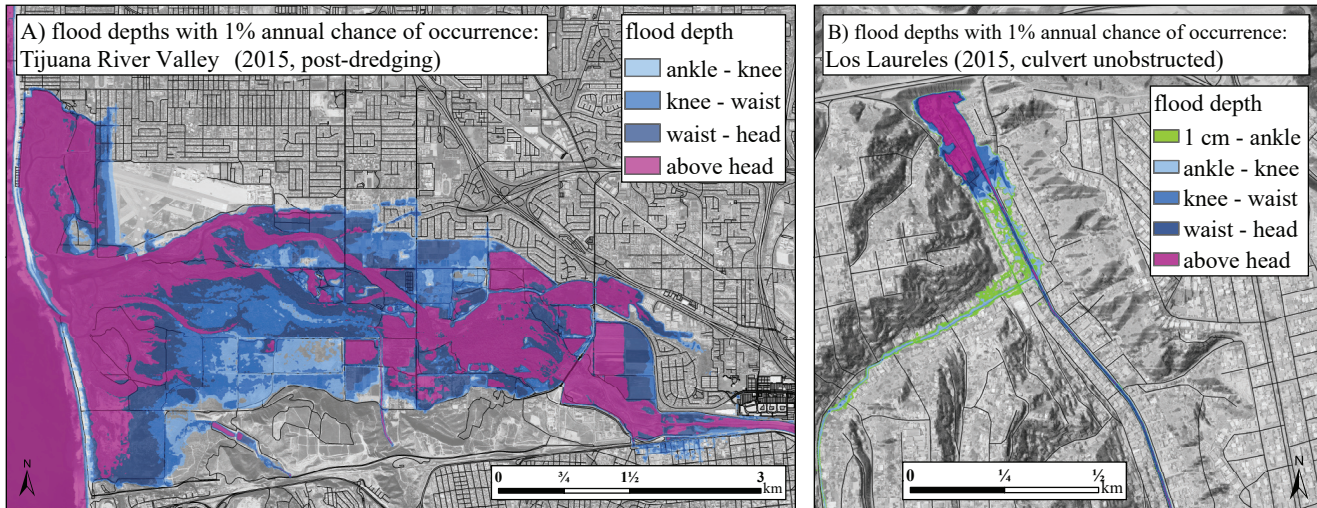 A) flood depths with 1% annual chance of occurrence:
Tijuana River Valley (2015, post-dredging)
flood depth
ankle - knee
knee - waist
waist - head
above head
N
0 ¾ 1½ 3
km
B) flood depths with 1% annual chance of occurrence:
Los Laureles (2015, culvert unobstructed)
flood depth
1 cm - ankle
ankle - knee
knee - waist
waist - head
above head
0 ¼ ½
km
N